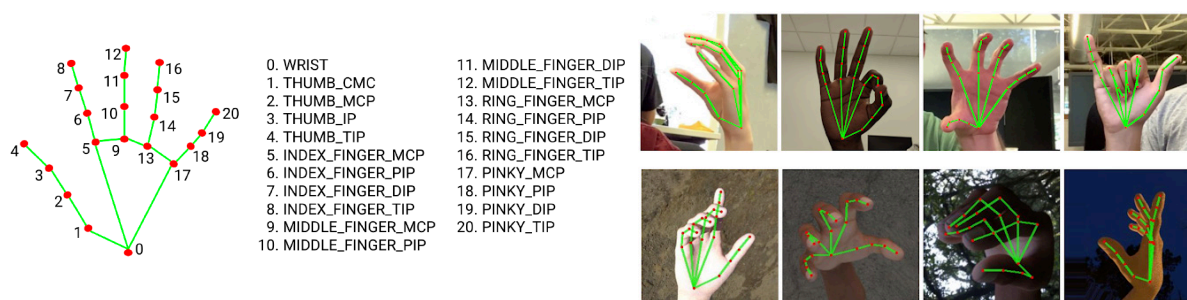 12
8
11
16
7
15
10
20
6
14
19
4
5
9
13
18
3
17
2
1
0
0. WRIST
1. THUMB_CMC
2. THUMB_MCP
3. THUMB_IP
4. THUMB_TIP
5. INDEX_FINGER_MCP
6. INDEX_FINGER_PIP
7. INDEX_FINGER_DIP
8. INDEX_FINGER_TIP
9. MIDDLE_FINGER_MCP
10. MIDDLE_FINGER_PIP
11. MIDDLE_FINGER_DIP
12. MIDDLE_FINGER_TIP
13. RING_FINGER_MCP
14. RING_FINGER_PIP
15. RING_FINGER_DIP
16. RING_FINGER_TIP
17. PINKY_MCP
18. PINKY_PIP
19. PINKY_DIP
20. PINKY_TIP